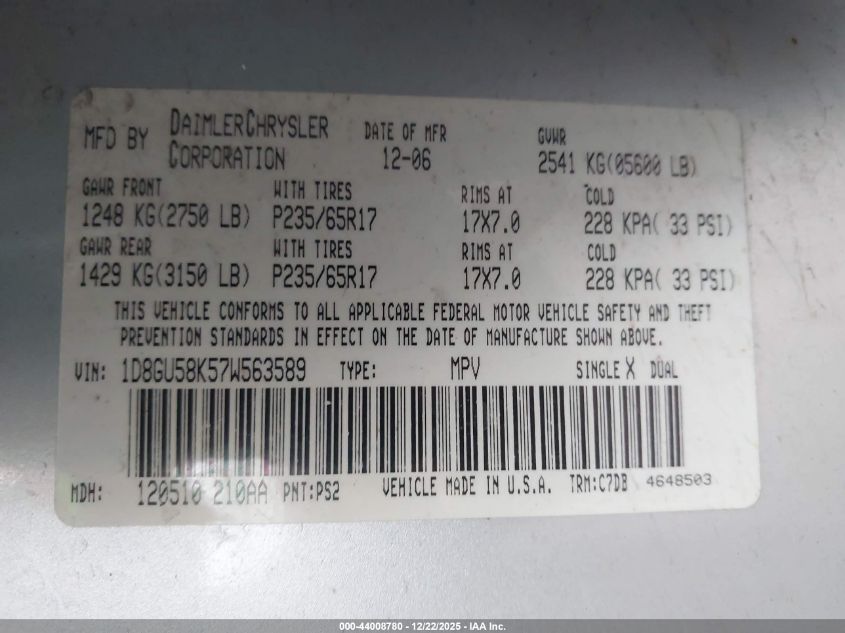 MFD BY DAIMLERCHRYSLER CORPORATION DATE OF MFR 12-06 GVWR 2541 KG(05600 LB)
GAWR FRONT WITH TIRES RIMS AT COLD
1248 KG(2750 LB) P235/65R17 17X7.0 228 KPA( 33 PSI)
GAWR REAR WITH TIRES RIMS AT COLD
1429 KG(3150 LB) P235/65R17 17X7.0 228 KPA( 33 PSI)
THIS VEHICLE CONFORMS TO ALL APPLICABLE FEDERAL MOTOR VEHICLE SAFETY AND THEFT
PREVENTION STANDARDS IN EFFECT ON THE DATE OF MANUFACTURE SHOWN ABOVE.
VIN: 1D8GU58K57W563589 TYPE: MPV SINGLE X DUAL
MDH: 120510 210AA PNT:PS2 VEHICLE MADE IN U.S.A. TRM:C7DB 4648503
000-44008780 - 12/22/2025 - IAA Inc.